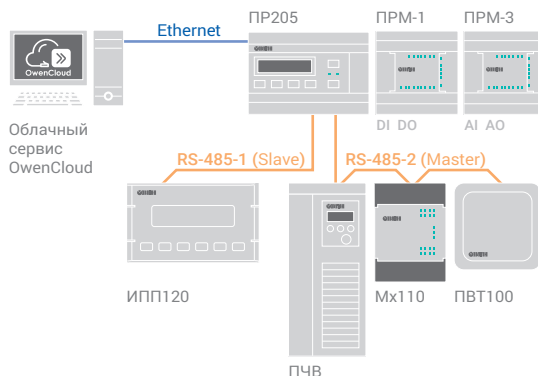 ПР205
ПРМ-1
ПРМ-3
Ethernet
OwenCloud
DI DO
AI AO
Облачный
сервис
OwenCloud
RS-485-1 (Slave)
RS-485-2 (Master)
ИПП120
Мх110
ПВТ100
ПЧВ